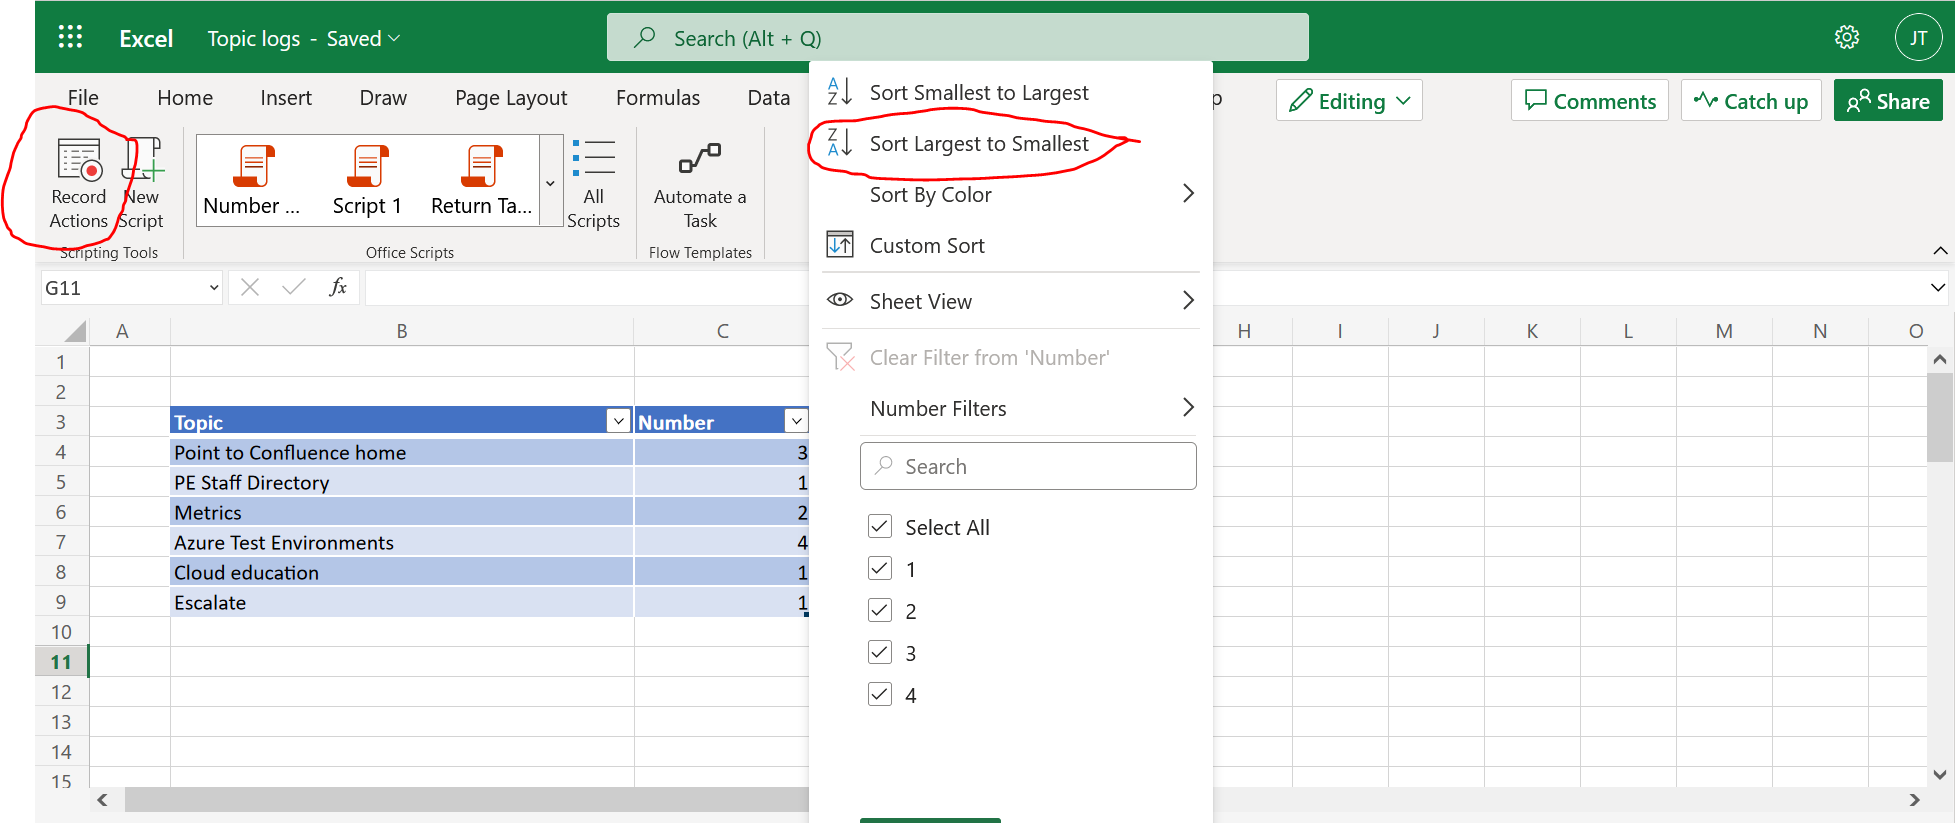 Excel Topic logs - Saved Search (Alt + Q) JT
File Home Insert Draw Page Layout Formulas Data p Editing Comments Catch up Share
Record Actions
New Script
Scripting Tools
Number ... Script 1 Return Ta...
All Scripts
Office Scripts
Automate a Task
Flow Templates
Sort Smallest to Largest
Sort Largest to Smallest
Sort By Color
Custom Sort
Sheet View
Clear Filter from 'Number'
Number Filters
Search
Select All
1
2
3
4
G11 fx
A B C H I J K L M N O
1
2
3 Topic Number
4 Point to Confluence home 3
5 PE Staff Directory 1
6 Metrics 2
7 Azure Test Environments 4
8 Cloud education 1
9 Escalate 1
10
11
12
13
14
15